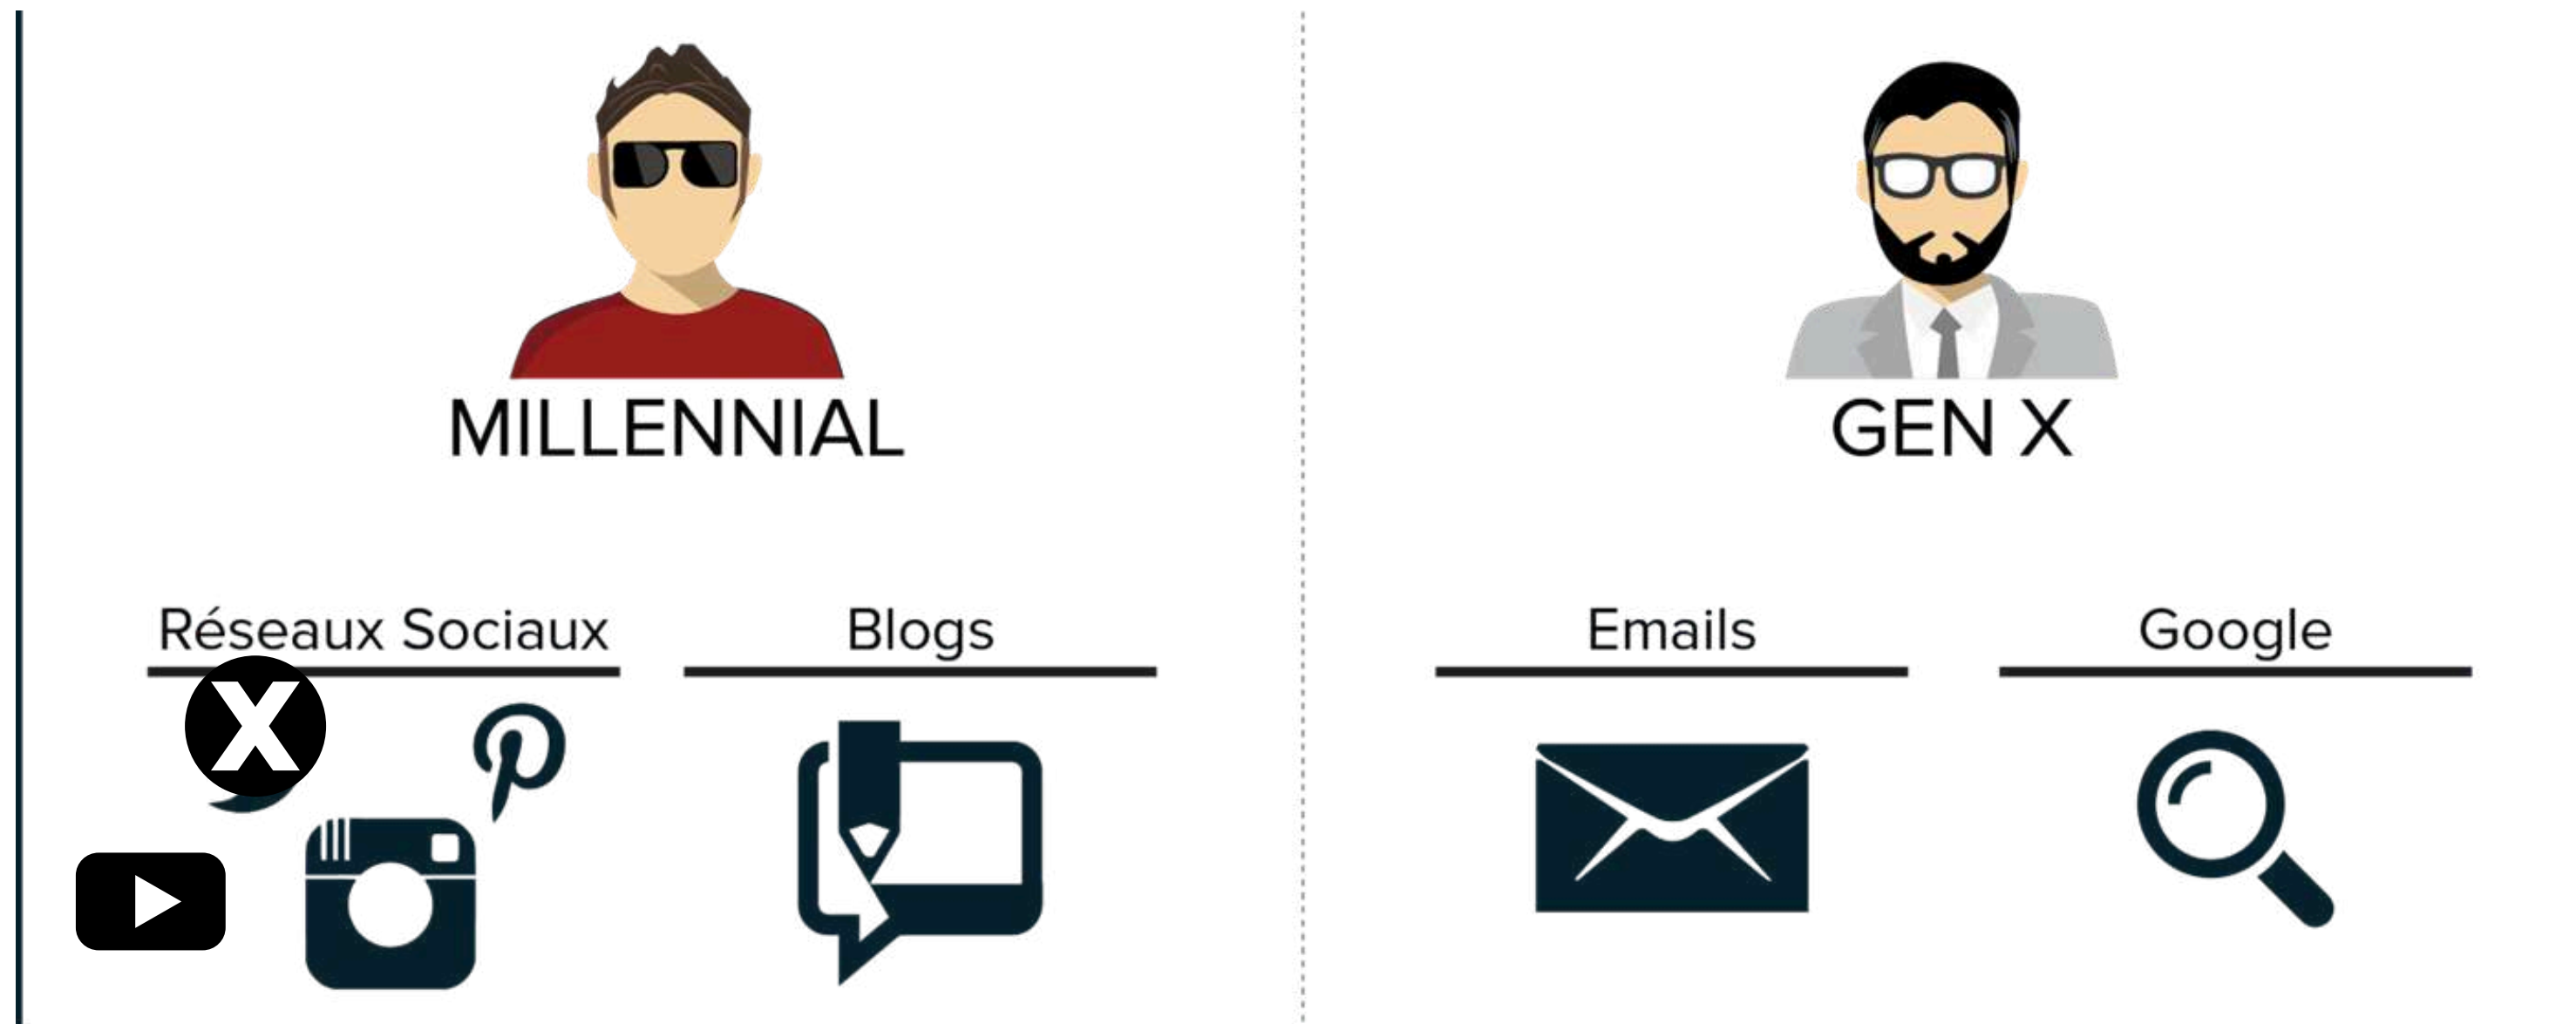 MILLENNIAL
GEN X
Réseaux Sociaux
Blogs
Emails
Google
X